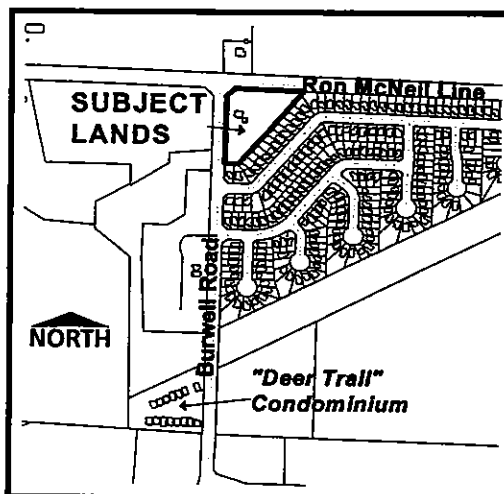 Ron McNeil Line
SUBJECT
LANDS
Burwell Road
NORTH
"Deer Trail"
Condominium